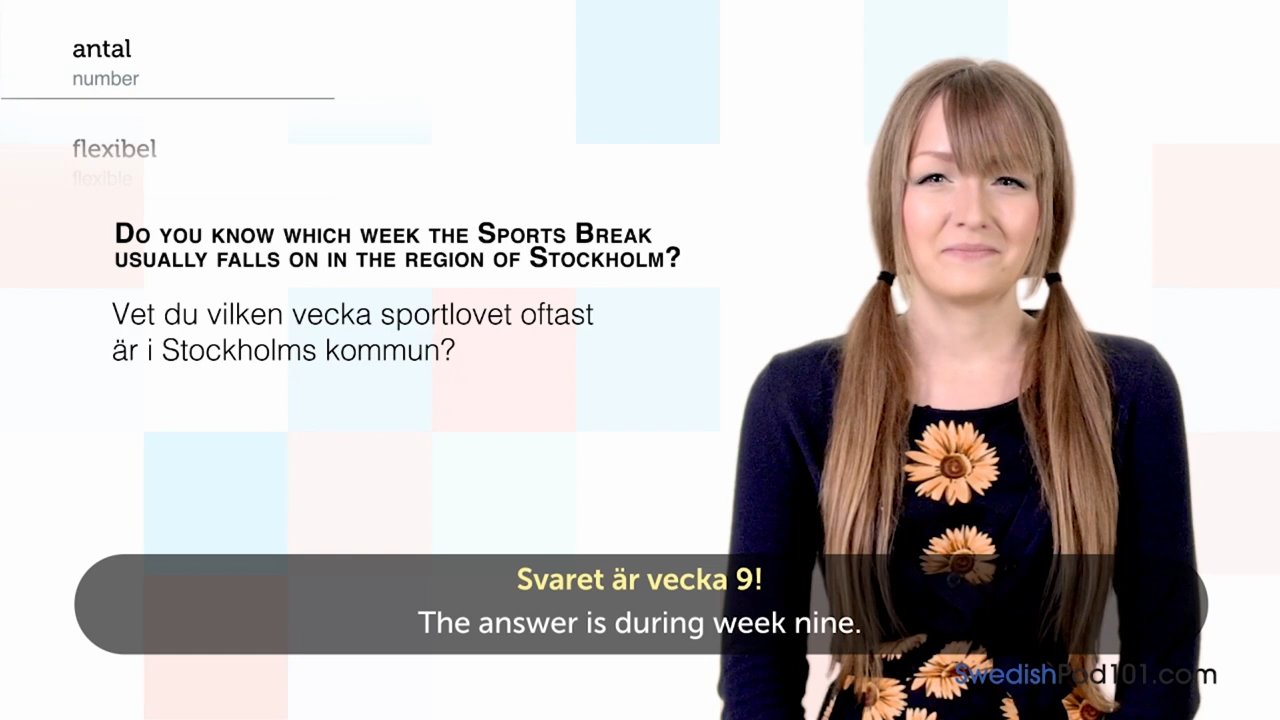 antal
number
flexibel
flexible
Do you know which week the Sports Break
usually falls on in the region of Stockholm?
Vet du vilken vecka sportlovet oftast
är i Stockholms kommun?
Svaret är vecka 9!
The answer is during week nine.
SwedishPod101.com